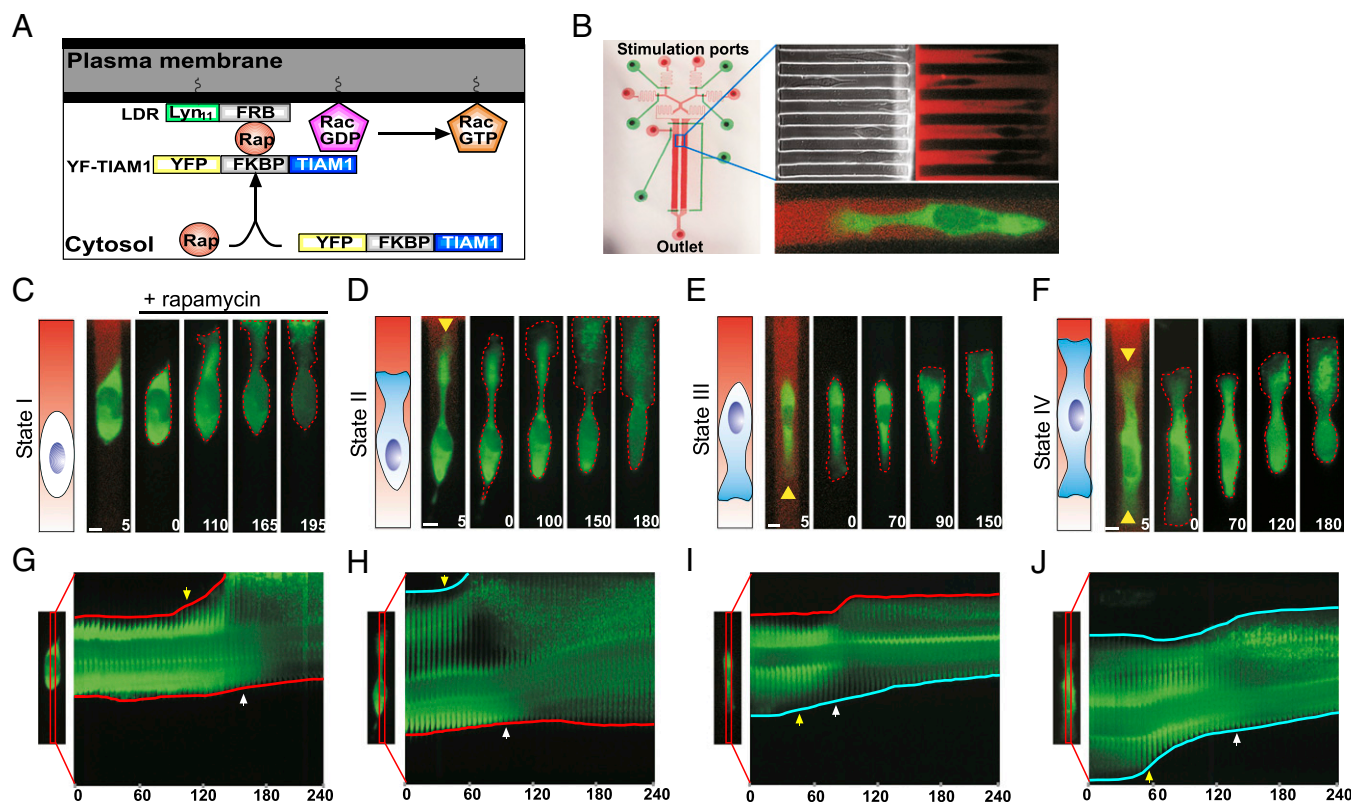 A
Plasma membrane
LDR
Lyn11
FRB
Rap
Rac GDP
Rac GTP
YF-TIAM1
YFP
FKBP
TIAM1
Cytosol
Rap
YFP
FKBP
TIAM1
B
Stimulation ports
Outlet
C
+ rapamycin
State I
5
0
110
165
195
D
State II
5
0
100
150
180
E
State III
5
0
70
90
150
F
State IV
5
0
70
120
180
G
0
60
120
180
240
H
0
60
120
180
240
I
0
60
120
180
240
J
0
60
120
180
240